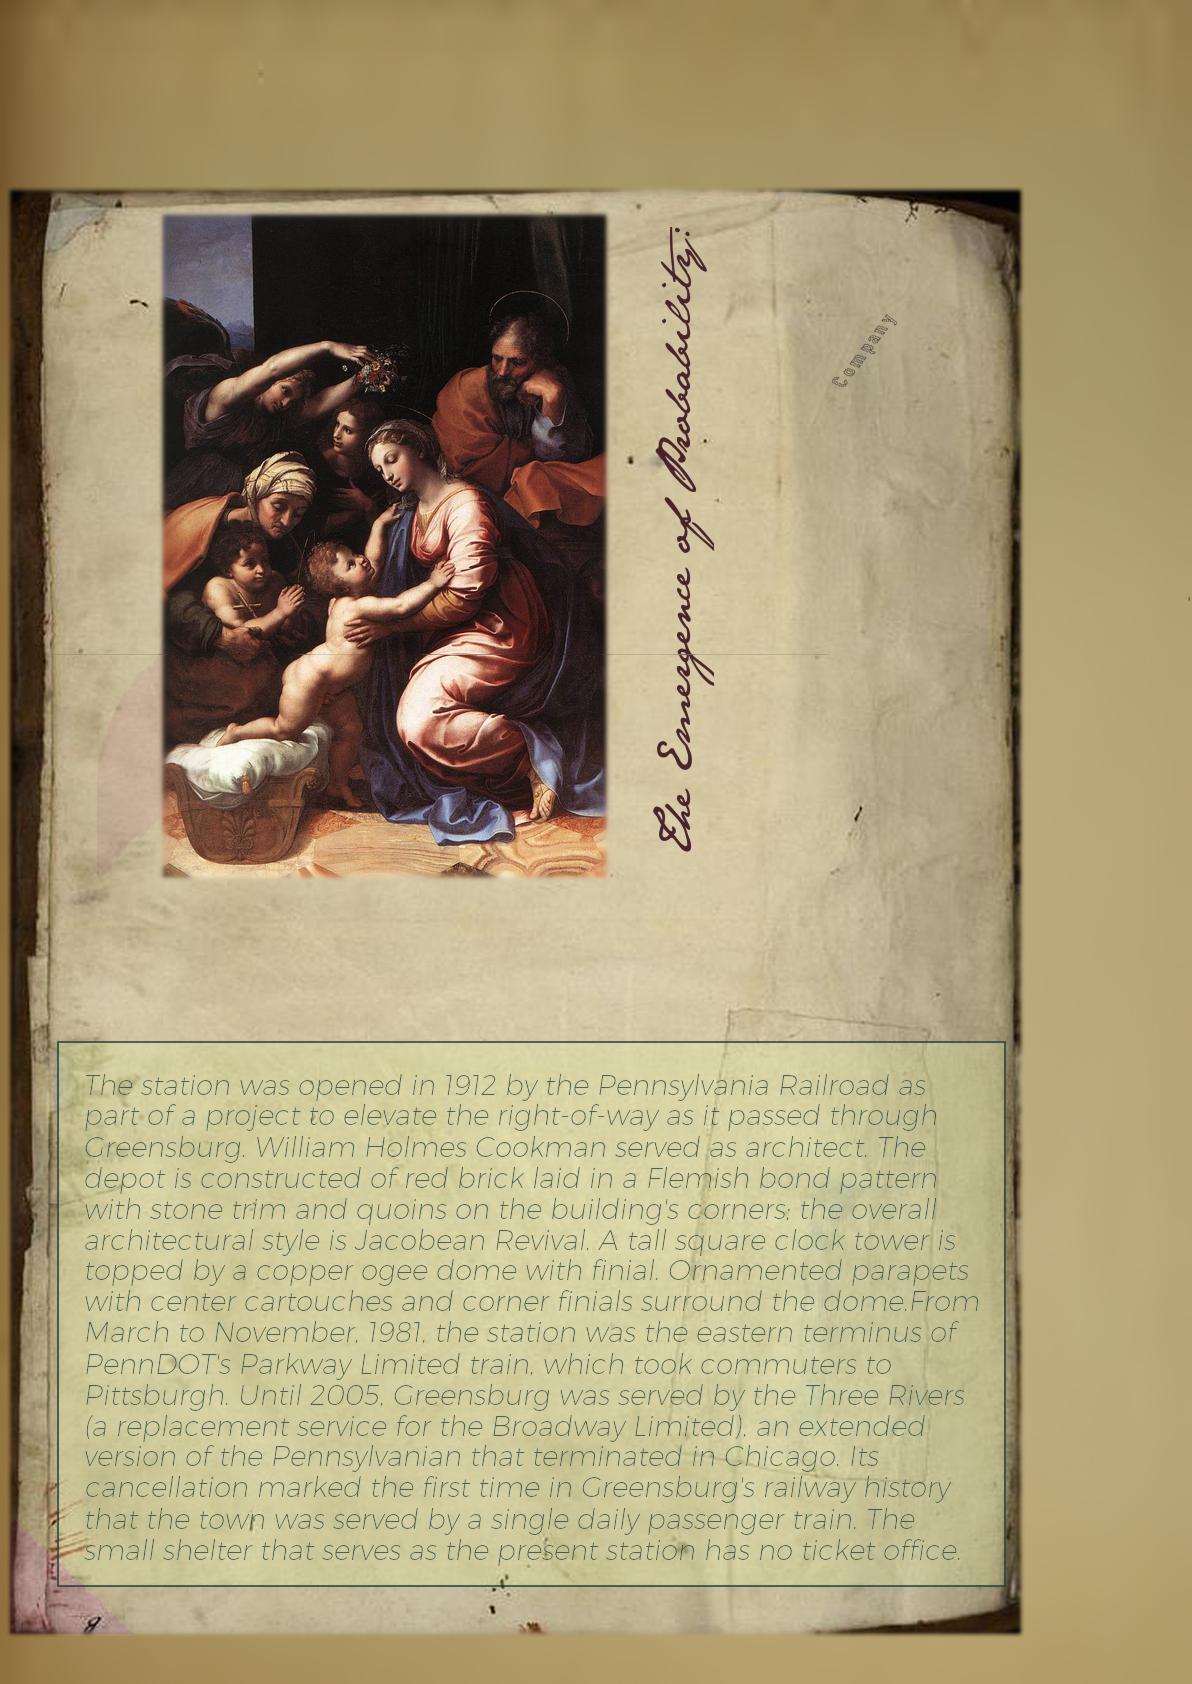 The Emergence of Probability:
Company
The station was opened in 1912 by the Pennsylvania Railroad as
part of a project to elevate the right-of-way as it passed through
Greensburg. William Holmes Cookman served as architect. The
depot is constructed of red brick laid in a Flemish bond pattern
with stone trim and quoins on the building's corners; the overall
architectural style is Jacobean Revival. A tall square clock tower is
topped by a copper ogee dome with finial. Ornamented parapets
with center cartouches and corner finials surround the dome.From
March to November, 1981, the station was the eastern terminus of
PennDOT's Parkway Limited train, which took commuters to
Pittsburgh. Until 2005, Greensburg was served by the Three Rivers
(a replacement service for the Broadway Limited), an extended
version of the Pennsylvanian that terminated in Chicago. Its
cancellation marked the first time in Greensburg's railway history
that the town was served by a single daily passenger train. The
small shelter that serves as the present station has no ticket office.